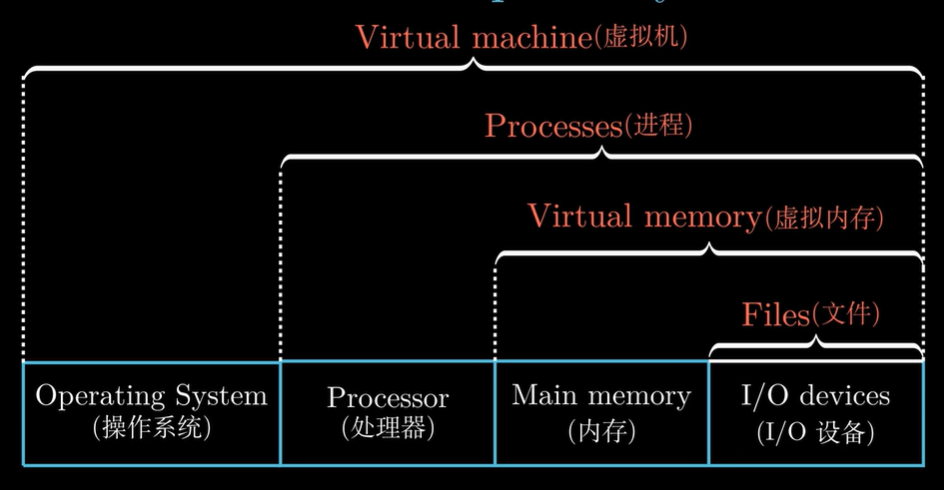 Virtual machine(虚拟机)
Processes(进程)
Virtual memory(虚拟内存)
Files(文件)
Operating System
(操作系统)
Processor
(处理器)
Main memory
(内存)
I/O devices
(I/O 设备)